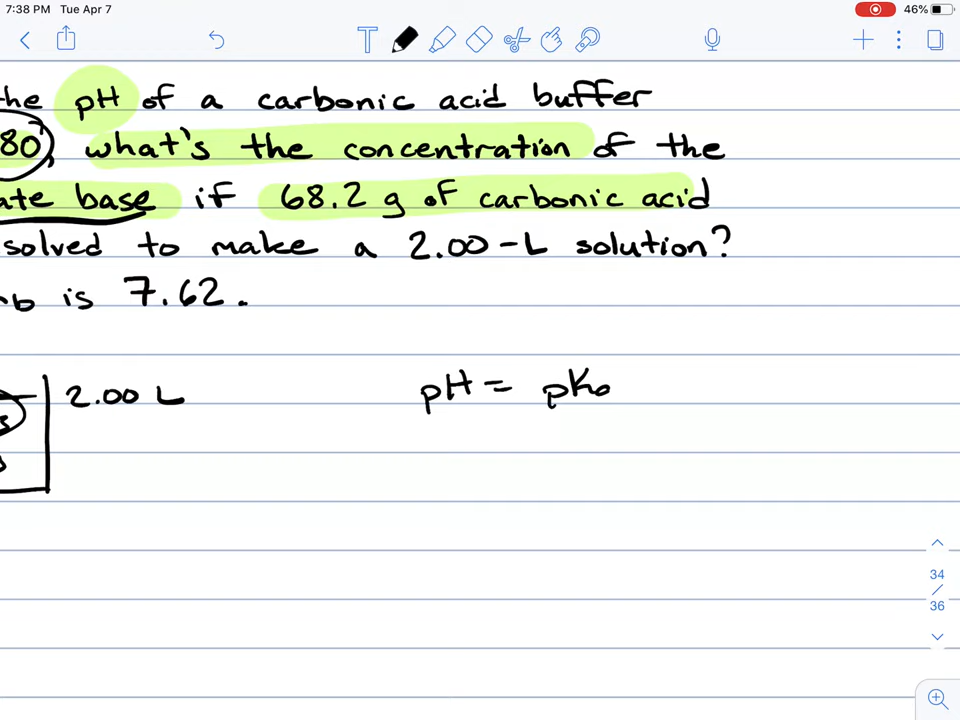 7:38 PM Tue Apr 7
46%
T
the pH of a carbonic acid buffer
80, what's the concentration of the
ate base if 68.2 g of carbonic acid
solved to make a 2.00-L solution?
is 7.62.
2.00 L
pH = pKa
34
/
36